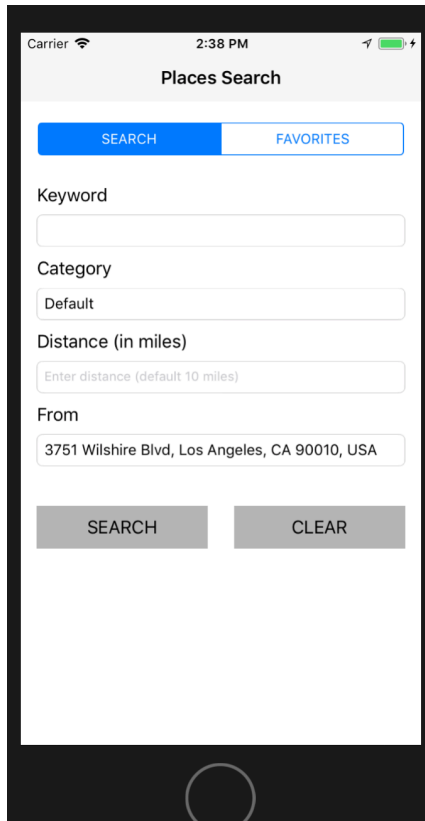 Carrier 2:38 PM
Places Search
SEARCH FAVORITES
Keyword
Category
Default
Distance (in miles)
Enter distance (default 10 miles)
From
3751 Wilshire Blvd, Los Angeles, CA 90010, USA
SEARCH CLEAR